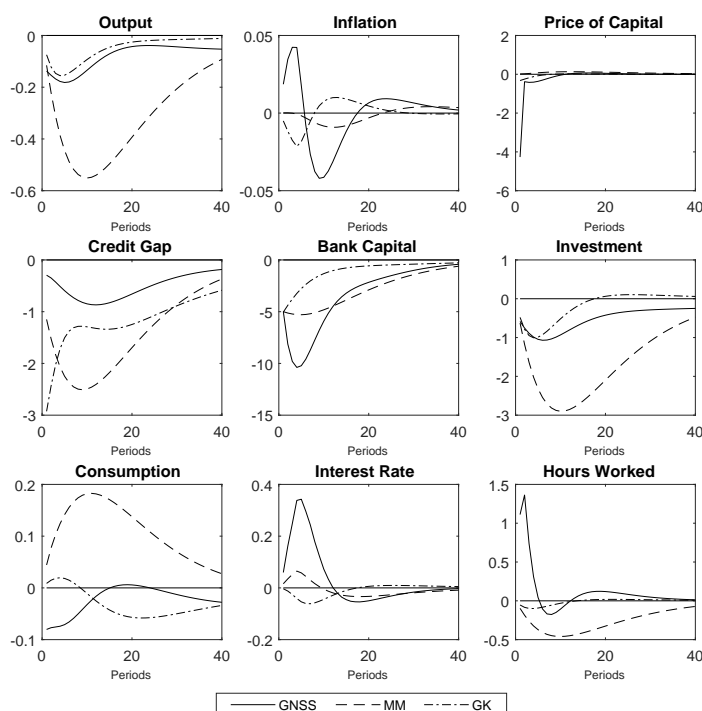 Output
0
-0.2
-0.4
-0.6
0 20 40
Periods
Inflation
0.05
0
-0.05
0 20 40
Periods
Price of Capital
2
0
-2
-4
-6
0 20 40
Periods
Credit Gap
0
-1
-2
-3
0 20 40
Periods
Bank Capital
0
-5
-10
-15
0 20 40
Periods
Investment
1
0
-1
-2
-3
0 20 40
Periods
Consumption
0.2
0.1
0
-0.1
0 20 40
Periods
Interest Rate
0.4
0.2
0
-0.2
0 20 40
Periods
Hours Worked
1.5
1
0.5
0
-0.5
0 20 40
Periods
GNSS MM GK